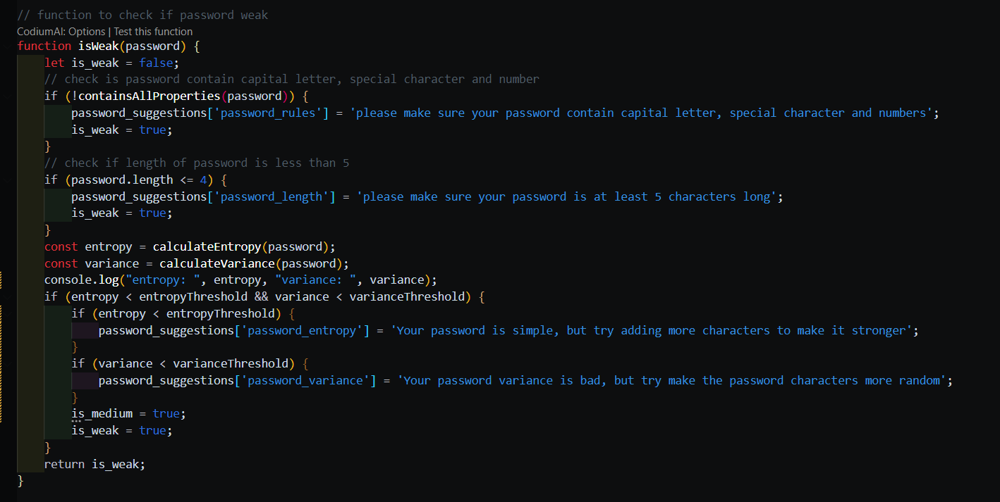 // function to check if password weak
CodiumAI: Options | Test this function
function isWeak(password) {
let is_weak = false;
// check is password contain capital letter, special character and number
if (!containsAllProperties(password)) {
password_suggestions['password_rules'] = 'please make sure your password contain capital letter, special character and numbers';
is_weak = true;
}
// check if length of password is less than 5
if (password.length <= 4) {
password_suggestions['password_length'] = 'please make sure your password is at least 5 characters long';
is_weak = true;
}
const entropy = calculateEntropy(password);
const variance = calculateVariance(password);
console.log("entropy: ", entropy, "variance: ", variance);
if (entropy < entropyThreshold && variance < varianceThreshold) {
if (entropy < entropyThreshold) {
password_suggestions['password_entropy'] = 'Your password is simple, but try adding more characters to make it stronger';
}
if (variance < varianceThreshold) {
password_suggestions['password_variance'] = 'Your password variance is bad, but try make the password characters more random';
}
is_medium = true;
is_weak = true;
}
return is_weak;
}